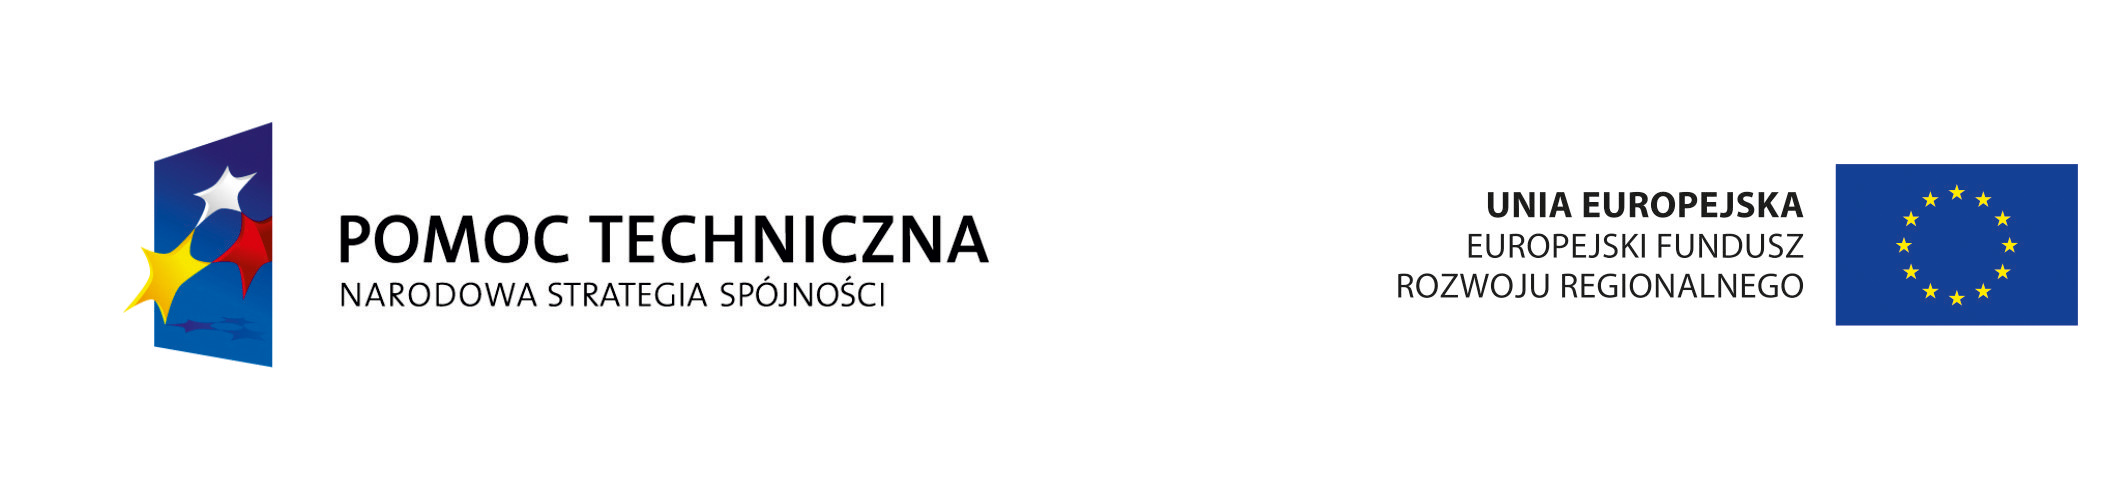 POMOC TECHNICZNA
NARODOWA STRATEGIA SPÓJNOŚCI
UNIA EUROPEJSKA
EUROPEJSKI FUNDUSZ
ROZWOJU REGIONALNEGO